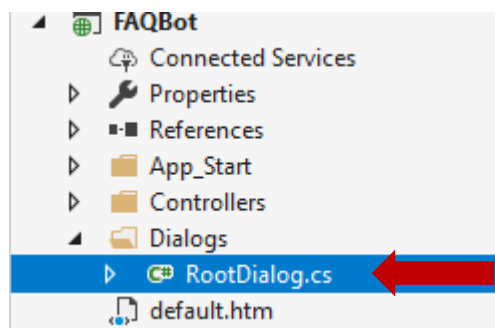 FAQBot
Connected Services
Properties
References
App_Start
Controllers
Dialogs
C# RootDialog.cs
default.htm